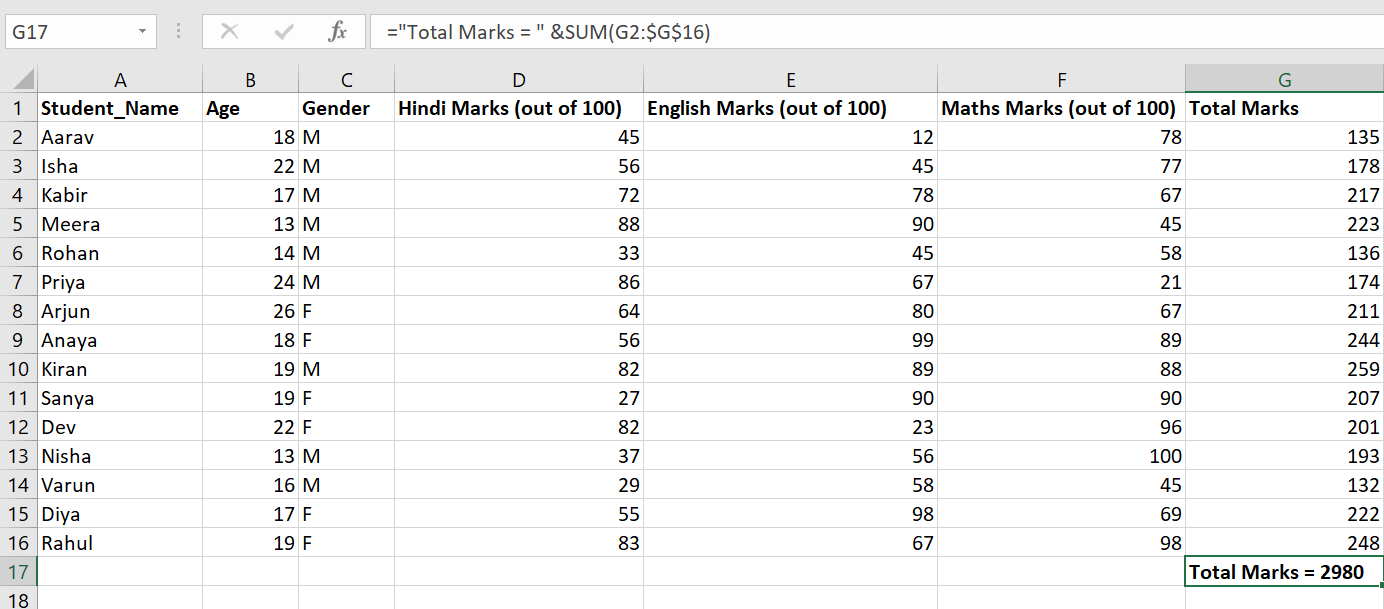 G17 fx ="Total Marks = " &SUM(G2:$G$16)
A B C D E F G
1 Student_Name Age Gender Hindi Marks (out of 100) English Marks (out of 100) Maths Marks (out of 100) Total Marks
2 Aarav 18 M 45 12 78 135
3 Isha 22 M 56 45 77 178
4 Kabir 17 M 72 78 67 217
5 Meera 13 M 88 90 45 223
6 Rohan 14 M 33 45 58 136
7 Priya 24 M 86 67 21 174
8 Arjun 26 F 64 80 67 211
9 Anaya 18 F 56 99 89 244
10 Kiran 19 M 82 89 88 259
11 Sanya 19 F 27 90 90 207
12 Dev 22 F 82 23 96 201
13 Nisha 13 M 37 56 100 193
14 Varun 16 M 29 58 45 132
15 Diya 17 F 55 98 69 222
16 Rahul 19 F 83 67 98 248
17 Total Marks = 2980
18